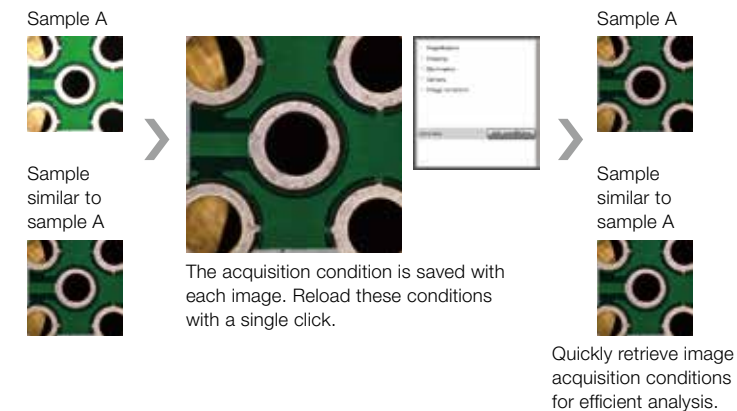 Sample A
Sample
similar to
sample A
The acquisition condition is saved with
each image. Reload these conditions
with a single click.
Sample A
Sample
similar to
sample A
Quickly retrieve image
acquisition conditions
for efficient analysis.